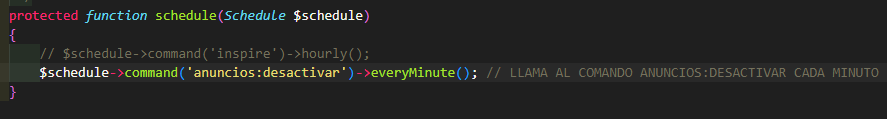 protected function schedule(Schedule $schedule)
{
// $schedule->command('inspire')->hourly();
$schedule->command('anuncios:desactivar')->everyMinute(); // LLAMA AL COMANDO ANUNCIOS:DESACTIVAR CADA MINUTO
}